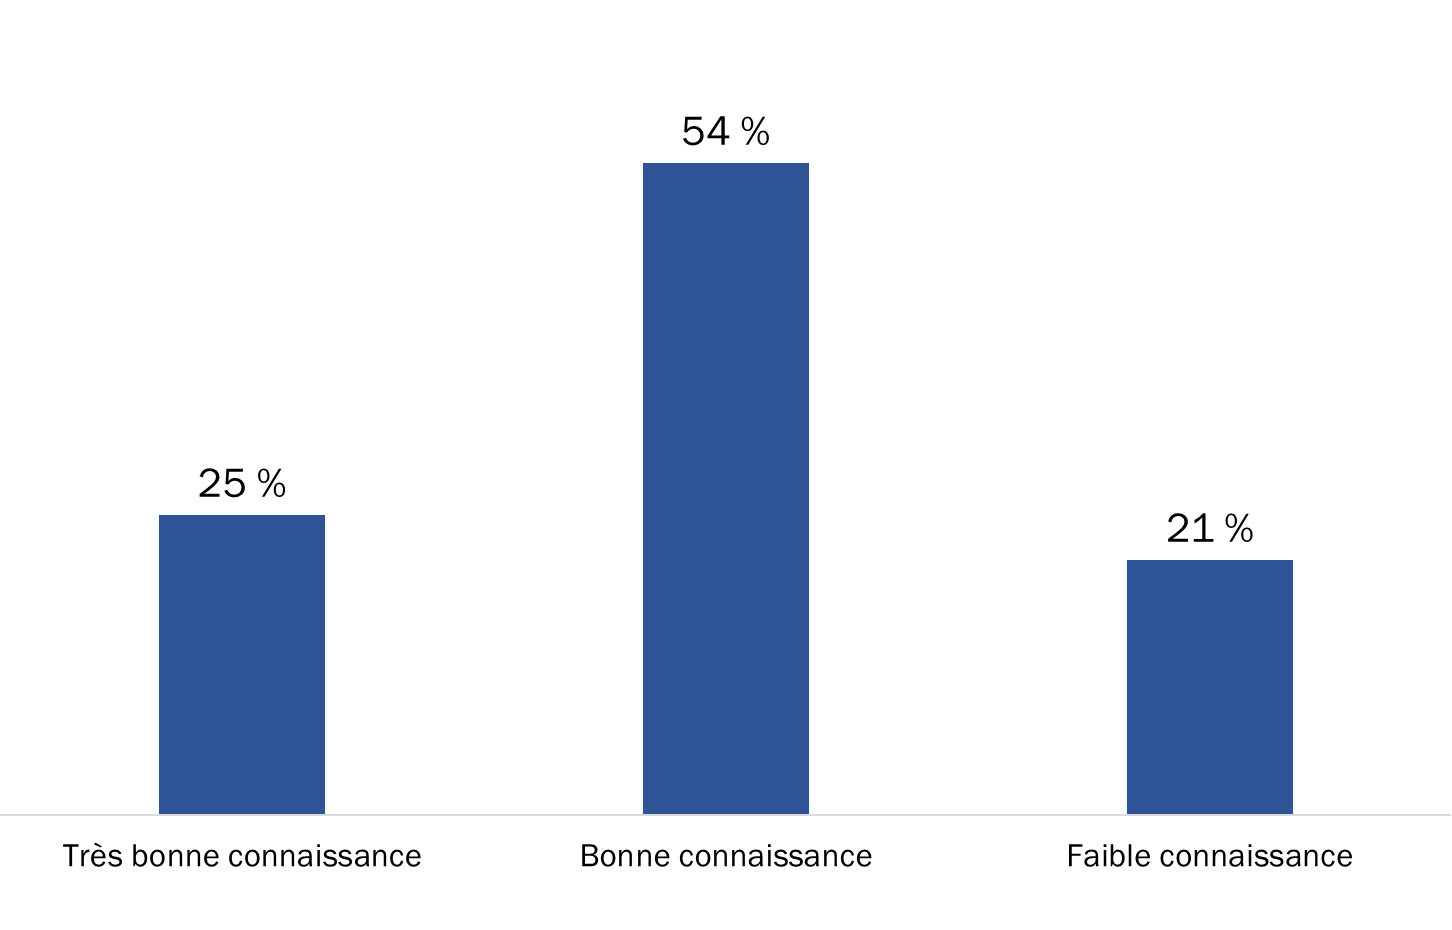 54 %
25 %
21 %
Très bonne connaissance
Bonne connaissance
Faible connaissance